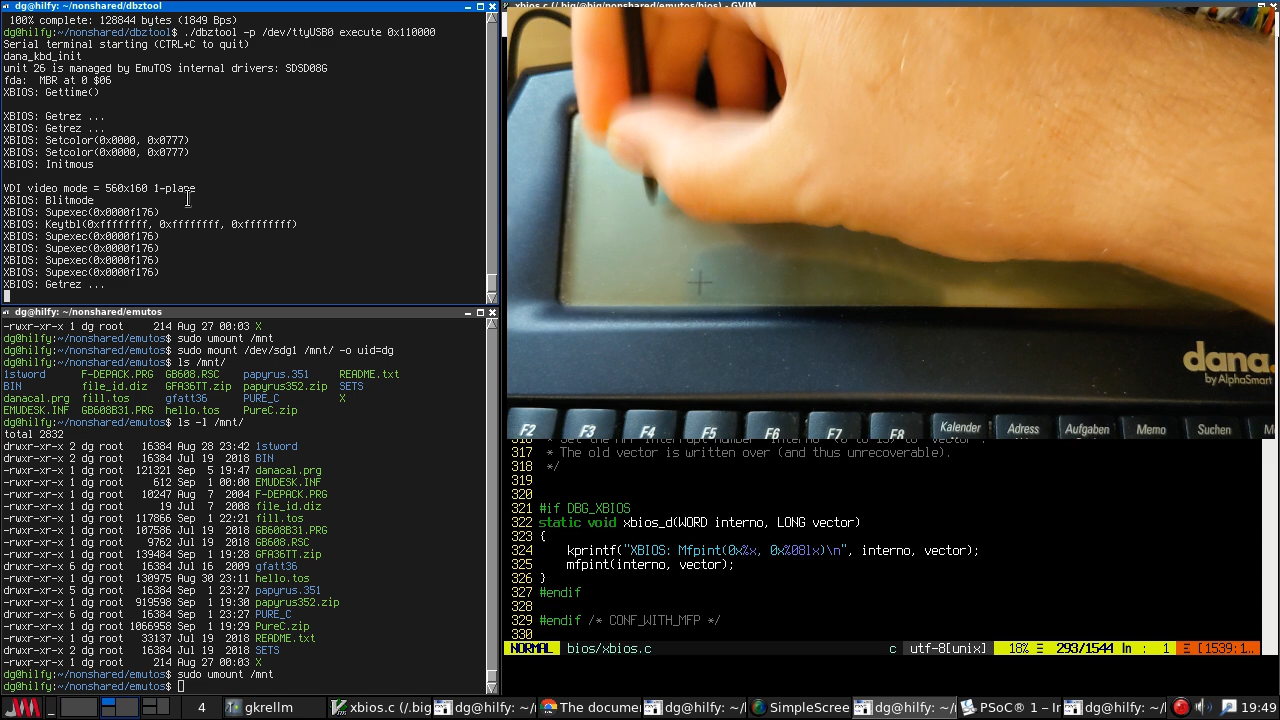 dg@hilfy: ~/nonshared/dbztool
100% complete: 128844 bytes (1849 Bps)
dg@hilfy:~/nonshared/dbztool$ ./dbztool -p /dev/ttyUSB0 execute 0x110000
Serial terminal starting (CTRL+C to quit)
dana_kbd_init
unit 26 is managed by EmuTOS internal drivers: SDSD08G
fda:  MBR at 0 $06
XBIOS: Gettime()
XBIOS: Getrez ...
XBIOS: Getrez ...
XBIOS: Setcolor(0x0000, 0x0777)
XBIOS: Setcolor(0x0000, 0x0777)
XBIOS: Initmous
VDI video mode = 560x160 1-plane
XBIOS: Blitmode
XBIOS: Supexec(0x0000f176)
XBIOS: Keytbl(0xffffffff, 0xffffffff, 0xffffffff)
XBIOS: Supexec(0x0000f176)
XBIOS: Supexec(0x0000f176)
XBIOS: Supexec(0x0000f176)
XBIOS: Supexec(0x0000f176)
XBIOS: Getrez ...
dg@hilfy: ~/nonshared/emutos
-rwxr-xr-x 1 dg root     214 Aug 27 00:03 X
dg@hilfy:~/nonshared/emutos$ sudo umount /mnt
dg@hilfy:~/nonshared/emutos$ sudo mount /dev/sdg1 /mnt/ -o uid=dg
dg@hilfy:~/nonshared/emutos$ ls /mnt/
1stword      F-DEPACK.PRG  GB608.RSC    papyrus.351   README.txt
BIN          file_id.diz   GFA36TT.zip  papyrus352.zip  SETS
danacal.prg  fill.tos      gfatt36      PURE_C        X
EMUDESK.INF  GB608B31.PRG  hello.tos    PureC.zip
dg@hilfy:~/nonshared/emutos$ ls -l /mnt/
total 2832
drwxr-xr-x 2 dg root   16384 Aug 28 23:42 1stword
drwxr-xr-x 2 dg root   16384 Jul 19  2018 BIN
-rwxr-xr-x 1 dg root  121321 Sep  5 19:47 danacal.prg
-rwxr-xr-x 1 dg root     612 Sep  1 00:00 EMUDESK.INF
-rwxr-xr-x 1 dg root   10247 Aug  7  2004 F-DEPACK.PRG
-rwxr-xr-x 1 dg root      19 Jul  7  2008 file_id.diz
-rwxr-xr-x 1 dg root  117866 Sep  1 22:21 fill.tos
-rwxr-xr-x 1 dg root  107586 Jul 19  2018 GB608B31.PRG
-rwxr-xr-x 1 dg root    9762 Jul 19  2018 GB608.RSC
-rwxr-xr-x 1 dg root  139484 Sep  1 19:28 GFA36TT.zip
drwxr-xr-x 6 dg root   16384 Jul 16  2009 gfatt36
-rwxr-xr-x 1 dg root  130975 Aug 30 23:11 hello.tos
drwxr-xr-x 5 dg root   16384 Sep  1 23:27 papyrus.351
-rwxr-xr-x 1 dg root  919598 Sep  1 19:30 papyrus352.zip
drwxr-xr-x 6 dg root   16384 Sep  1 23:27 PURE_C
-rwxr-xr-x 1 dg root 1066958 Sep  1 19:29 PureC.zip
-rwxr-xr-x 1 dg root   33137 Jul 19  2018 README.txt
drwxr-xr-x 2 dg root   16384 Jul 19  2018 SETS
-rwxr-xr-x 1 dg root     214 Aug 27 00:03 X
dg@hilfy:~/nonshared/emutos$ sudo umount /mnt
dg@hilfy:~/nonshared/emutos$
dana
by AlphaSmart
F2 F3 F4 F5 F6 F7 F8 Kalender Adress Aufgaben Memo Suchen
317  * The old vector is written over (and thus unrecoverable).
318  */
319
320
321 #if DBG_XBIOS
322 static void xbios_d(WORD interno, LONG vector)
323 {
324     kprintf("XBIOS: Mfpint(0x%x, 0x%08lx)\n", interno, vector);
325     mfpint(interno, vector);
326 }
327 #endif
328
329 #endif /* CONF_WITH_MFP */
330
NORMAL bios/xbios.c c utf-8[unix] 18% ☰ 293/1544 ln : 1 ☰ [1539:1…
4 gkrellm xbios.c (/.big dg@hilfy: ~/ The documen dg@hilfy: ~/ SimpleScree dg@hilfy: ~/ PSoC® 1 – In dg@hilfy: ~/ 19:49